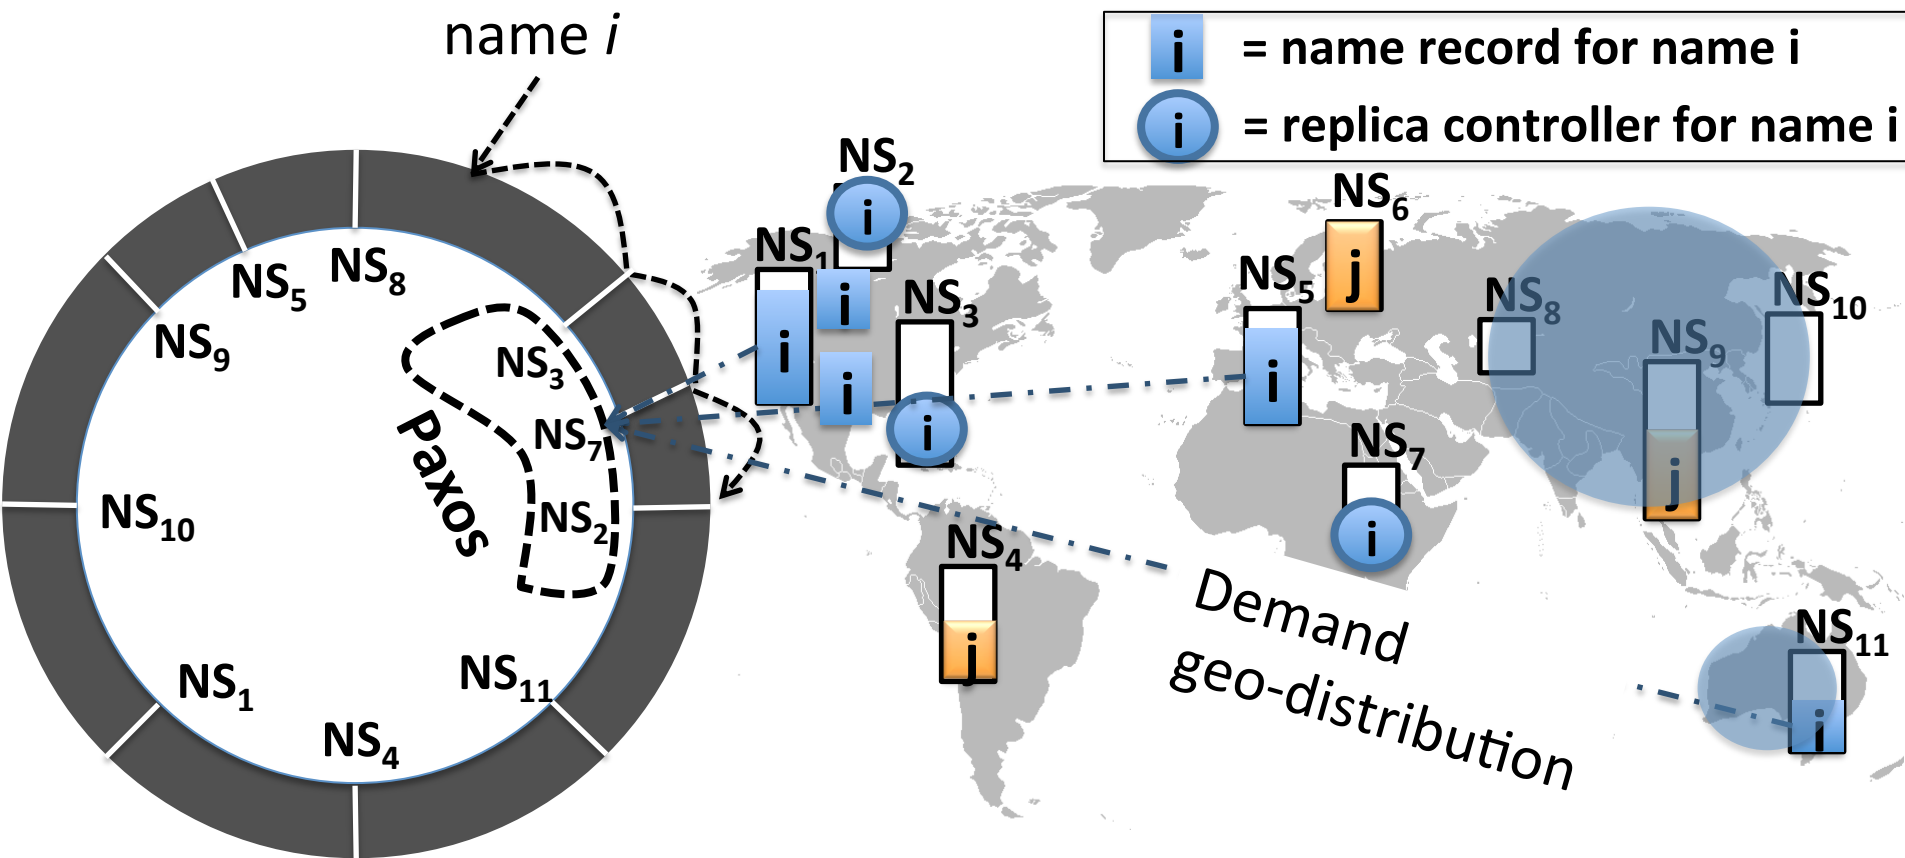 name i
i = name record for name i
i = replica controller for name i
NS8
NS5
NS9
NS3
NS7
NS2
NS10
Paxos
NS1
NS11
NS4
NS2
i
NS1
i
i
i
NS3
i
NS4
j
NS6
j
NS5
i
NS7
i
NS8
NS9
j
NS10
NS11
i
Demand
geo-distribution